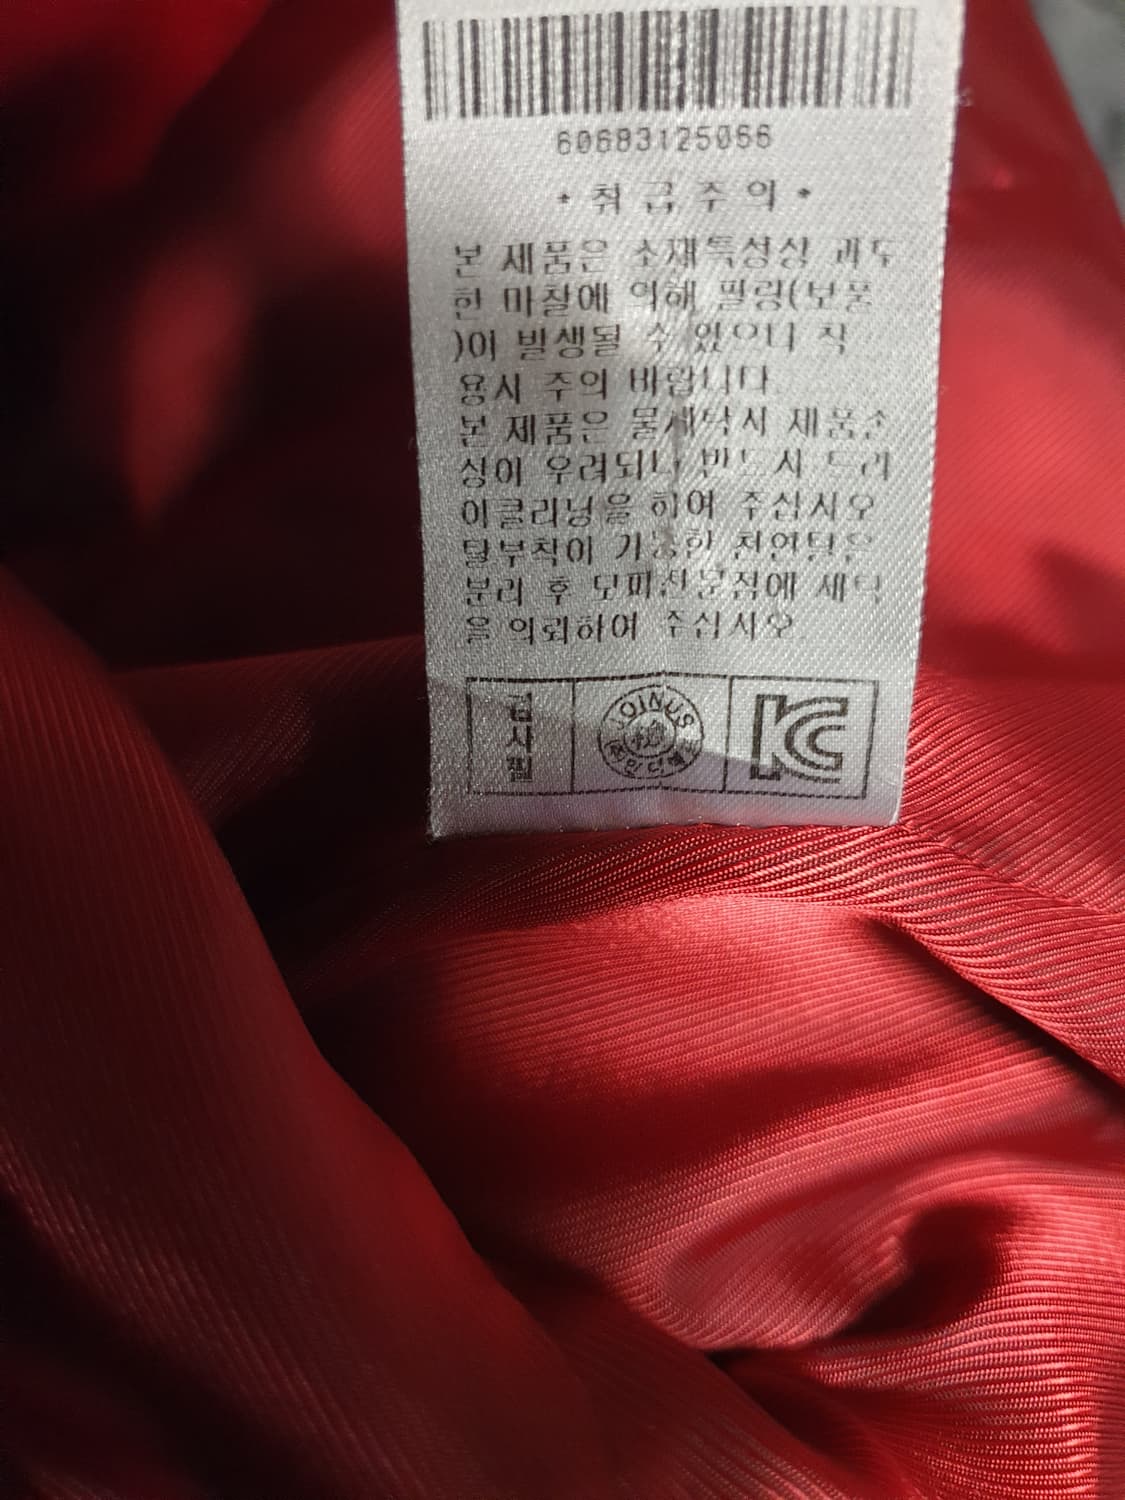 60683125066
* 취급주의 *
본 제품은 소재특성상 과도
한 마찰에 의해 필링(보풀
)이 발생될 수 있으니 착
용시 주의 바랍니다.
본 제품은 물세탁시 제품손
상이 우려되니 반드시 드라
이클리닝을 하여 주십시오
탈부착이 가능한 천연털은
분리 후 모피전문점에 세탁
을 의뢰하여 주십시오.
검사필
JOINUS
KC